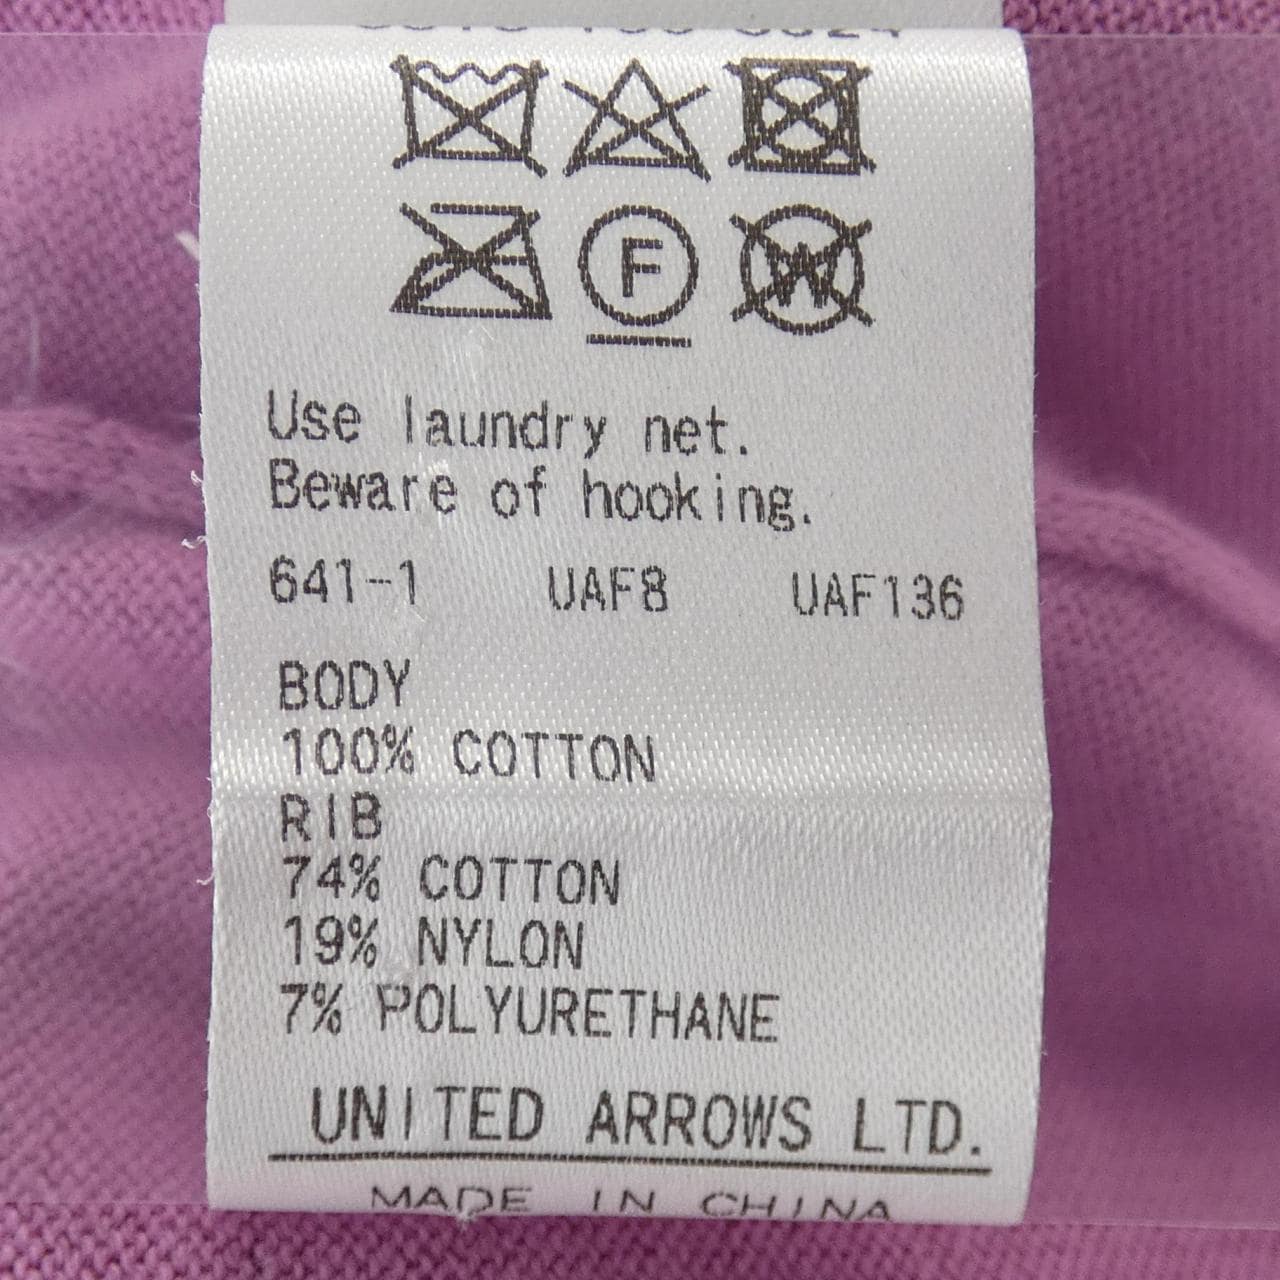 F
W
Use laundry net.
Beware of hooking.
641-1 UAF8 UAF136
BODY
100% COTTON
RIB
74% COTTON
19% NYLON
7% POLYURETHANE
UNITED ARROWS LTD.
MADE IN CHINA